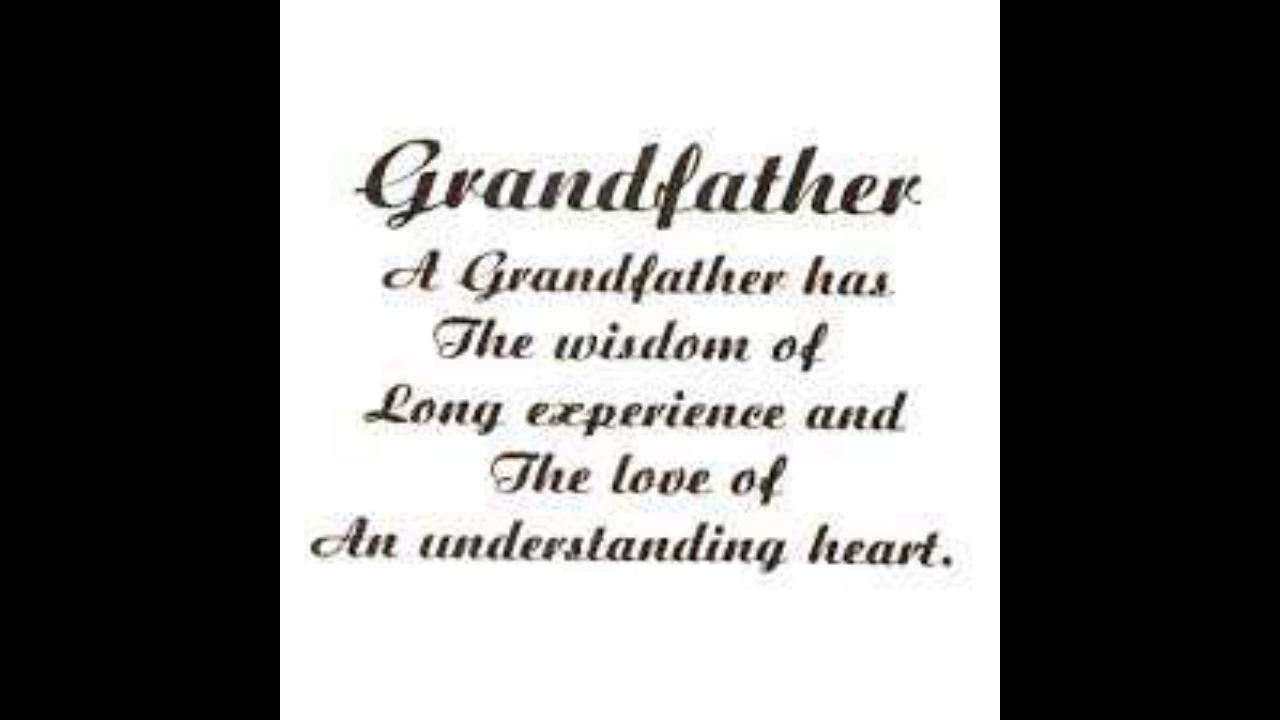 Grandfather
A Grandfather has
The wisdom of
Long experience and
The love of
An understanding heart.